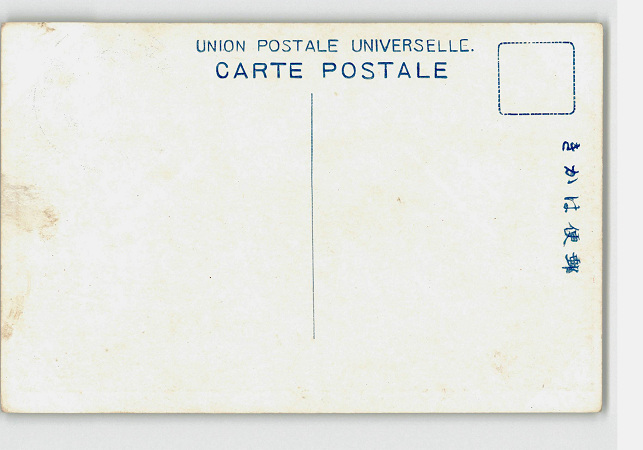 UNION POSTALE UNIVERSELLE.
CARTE POSTALE
きかは便郵